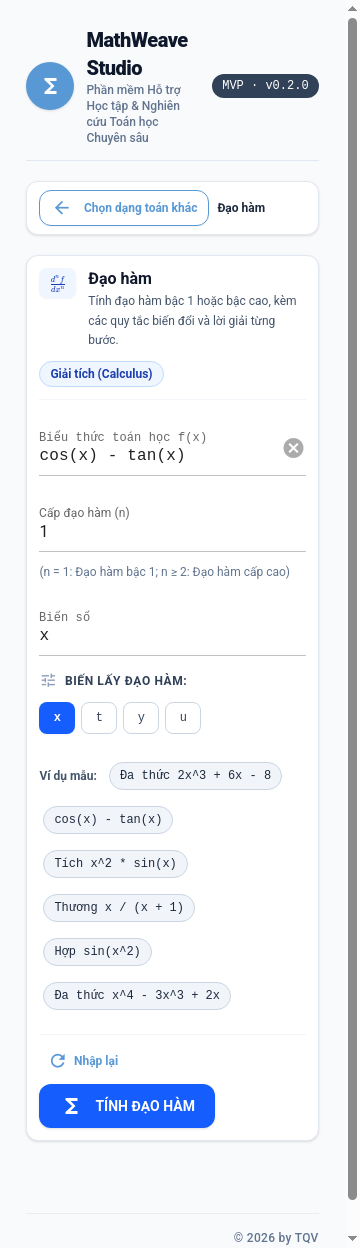 Σ
MathWeave
Studio
Phần mềm Hỗ trợ
Học tập & Nghiên
cứu Toán học
Chuyên sâu
MVP · v0.2.0
Chọn dạng toán khác
Đạo hàm
dⁿf
dxⁿ
Đạo hàm
Tính đạo hàm bậc 1 hoặc bậc cao, kèm
các quy tắc biến đổi và lời giải từng
bước.
Giải tích (Calculus)
Biểu thức toán học f(x)
cos(x) - tan(x)
Cấp đạo hàm (n)
1
(n = 1: Đạo hàm bậc 1; n ≥ 2: Đạo hàm cấp cao)
Biến số
x
BIẾN LẤY ĐẠO HÀM:
x t y u
Ví dụ mẫu: Đa thức 2x^3 + 6x - 8
cos(x) - tan(x)
Tích x^2 * sin(x)
Thương x / (x + 1)
Hợp sin(x^2)
Đa thức x^4 - 3x^3 + 2x
Nhập lại
Σ TÍNH ĐẠO HÀM
© 2026 by TQV